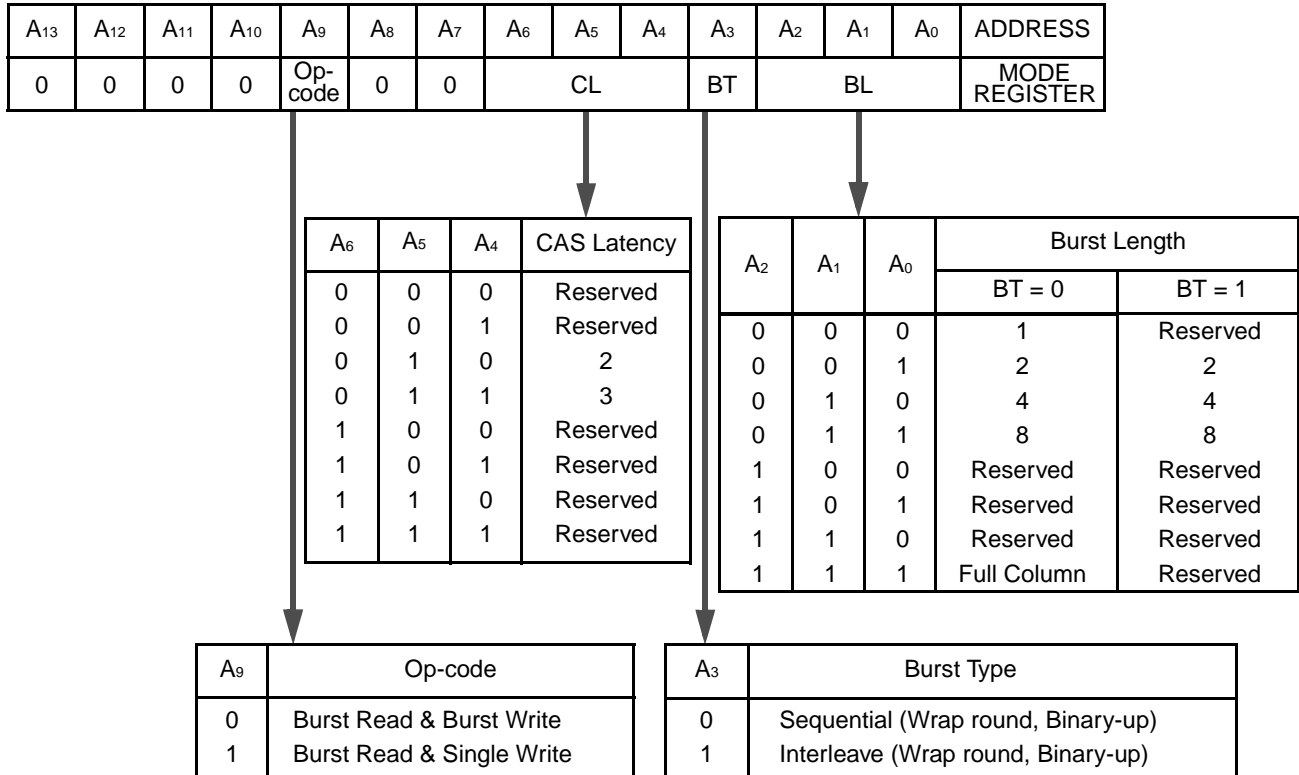 A13 A12 A11 A10 A9 A8 A7 A6 A5 A4 A3 A2 A1 A0 ADDRESS
0 0 0 0 Op-code 0 0 CL BT BL MODE REGISTER
A6 A5 A4 CAS Latency
0 0 0 Reserved
0 0 1 Reserved
0 1 0 2
0 1 1 3
1 0 0 Reserved
1 0 1 Reserved
1 1 0 Reserved
1 1 1 Reserved
A2 A1 A0 Burst Length
BT = 0 BT = 1
0 0 0 1 Reserved
0 0 1 2 2
0 1 0 4 4
0 1 1 8 8
1 0 0 Reserved Reserved
1 0 1 Reserved Reserved
1 1 0 Reserved Reserved
1 1 1 Full Column Reserved
A9 Op-code
0 Burst Read & Burst Write
1 Burst Read & Single Write
A3 Burst Type
0 Sequential (Wrap round, Binary-up)
1 Interleave (Wrap round, Binary-up)